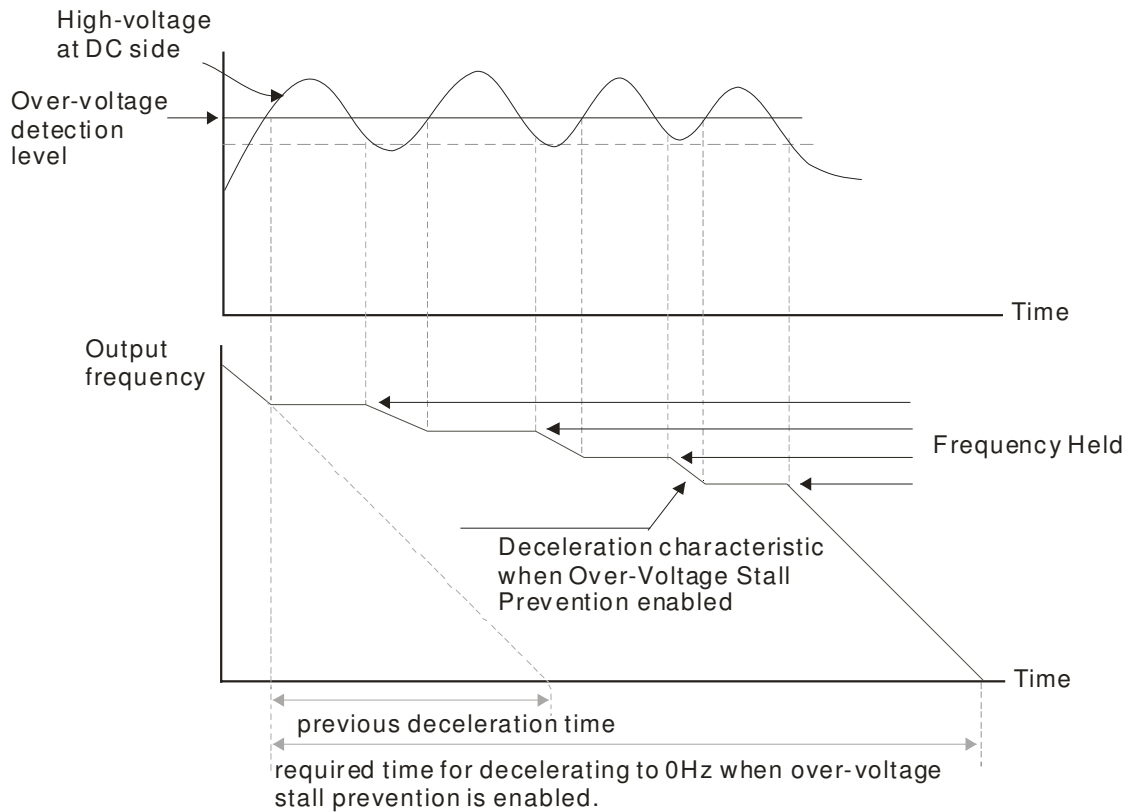 High-voltage
at DC side
Over-voltage
detection
level
Time
Output
frequency
Frequency Held
Deceleration characteristic
when Over-Voltage Stall
Prevention enabled
Time
previous deceleration time
required time for decelerating to 0Hz when over-voltage
stall prevention is enabled.